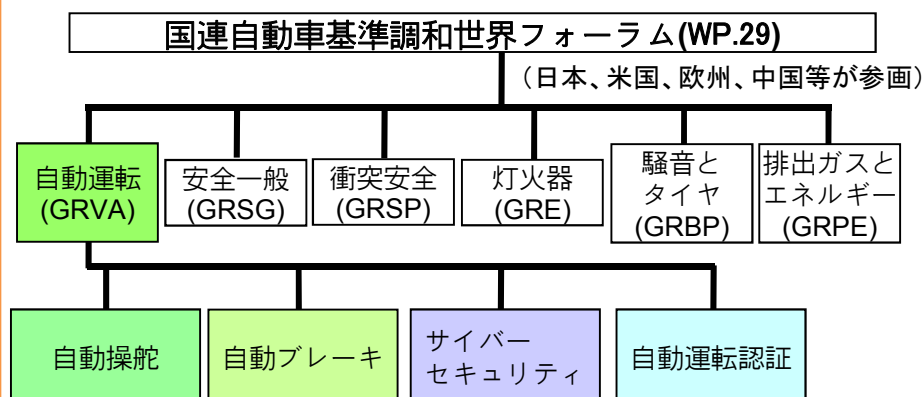 国連自動車基準調和世界フォーラム(WP.29)
（日本、米国、欧州、中国等が参画）
自動運転
(GRVA)
安全一般
(GRSG)
衝突安全
(GRSP)
灯火器
(GRE)
騒音と
タイヤ
(GRBP)
排出ガスと
エネルギー
(GRPE)
自動操舵
自動ブレーキ
サイバー
セキュリティ
自動運転認証